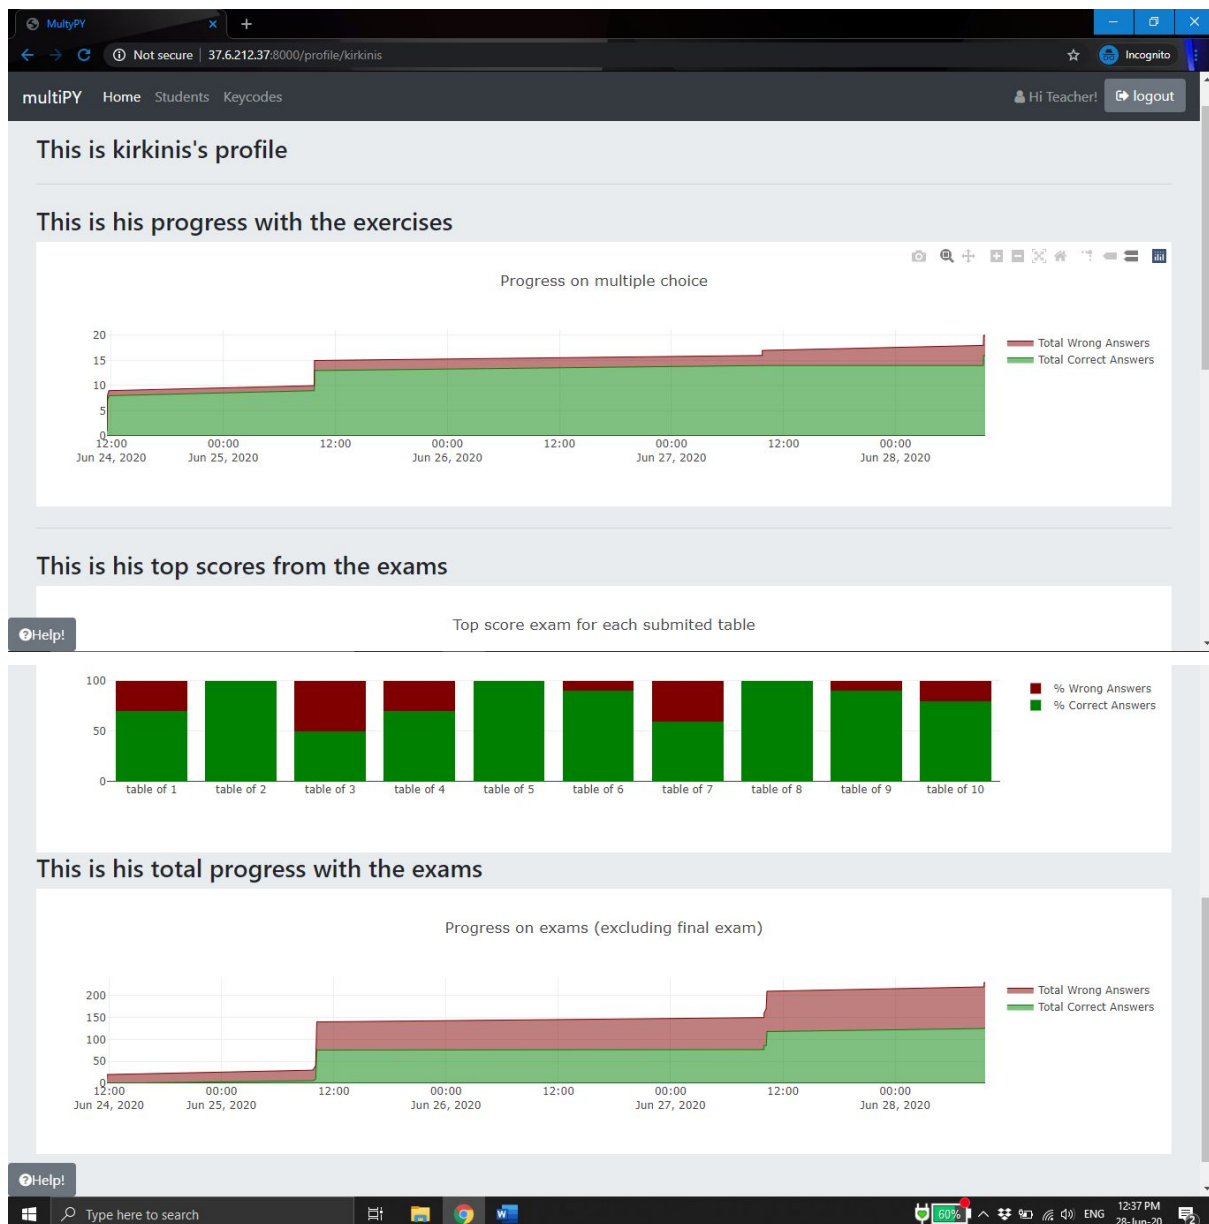 MultyPY
Not secure | 37.6.212.37:8000/profile/kirkinis
Incognito
multiPY Home Students Keycodes Hi Teacher! logout
This is kirkinis's profile
This is his progress with the exercises
Progress on multiple choice
20
15
10
5
0
Total Wrong Answers
Total Correct Answers
12:00 00:00 12:00 00:00 12:00 00:00 12:00 00:00
Jun 24, 2020 Jun 25, 2020 Jun 26, 2020 Jun 27, 2020 Jun 28, 2020
This is his top scores from the exams
Top score exam for each submited table
Help!
100
50
0
% Wrong Answers
% Correct Answers
table of 1 table of 2 table of 3 table of 4 table of 5 table of 6 table of 7 table of 8 table of 9 table of 10
This is his total progress with the exams
Progress on exams (excluding final exam)
200
150
100
50
0
Total Wrong Answers
Total Correct Answers
12:00 00:00 12:00 00:00 12:00 00:00 12:00 00:00
Jun 24, 2020 Jun 25, 2020 Jun 26, 2020 Jun 27, 2020 Jun 28, 2020
Help!
Type here to search
60%
ENG
12:37 PM
28-Jun-20
2